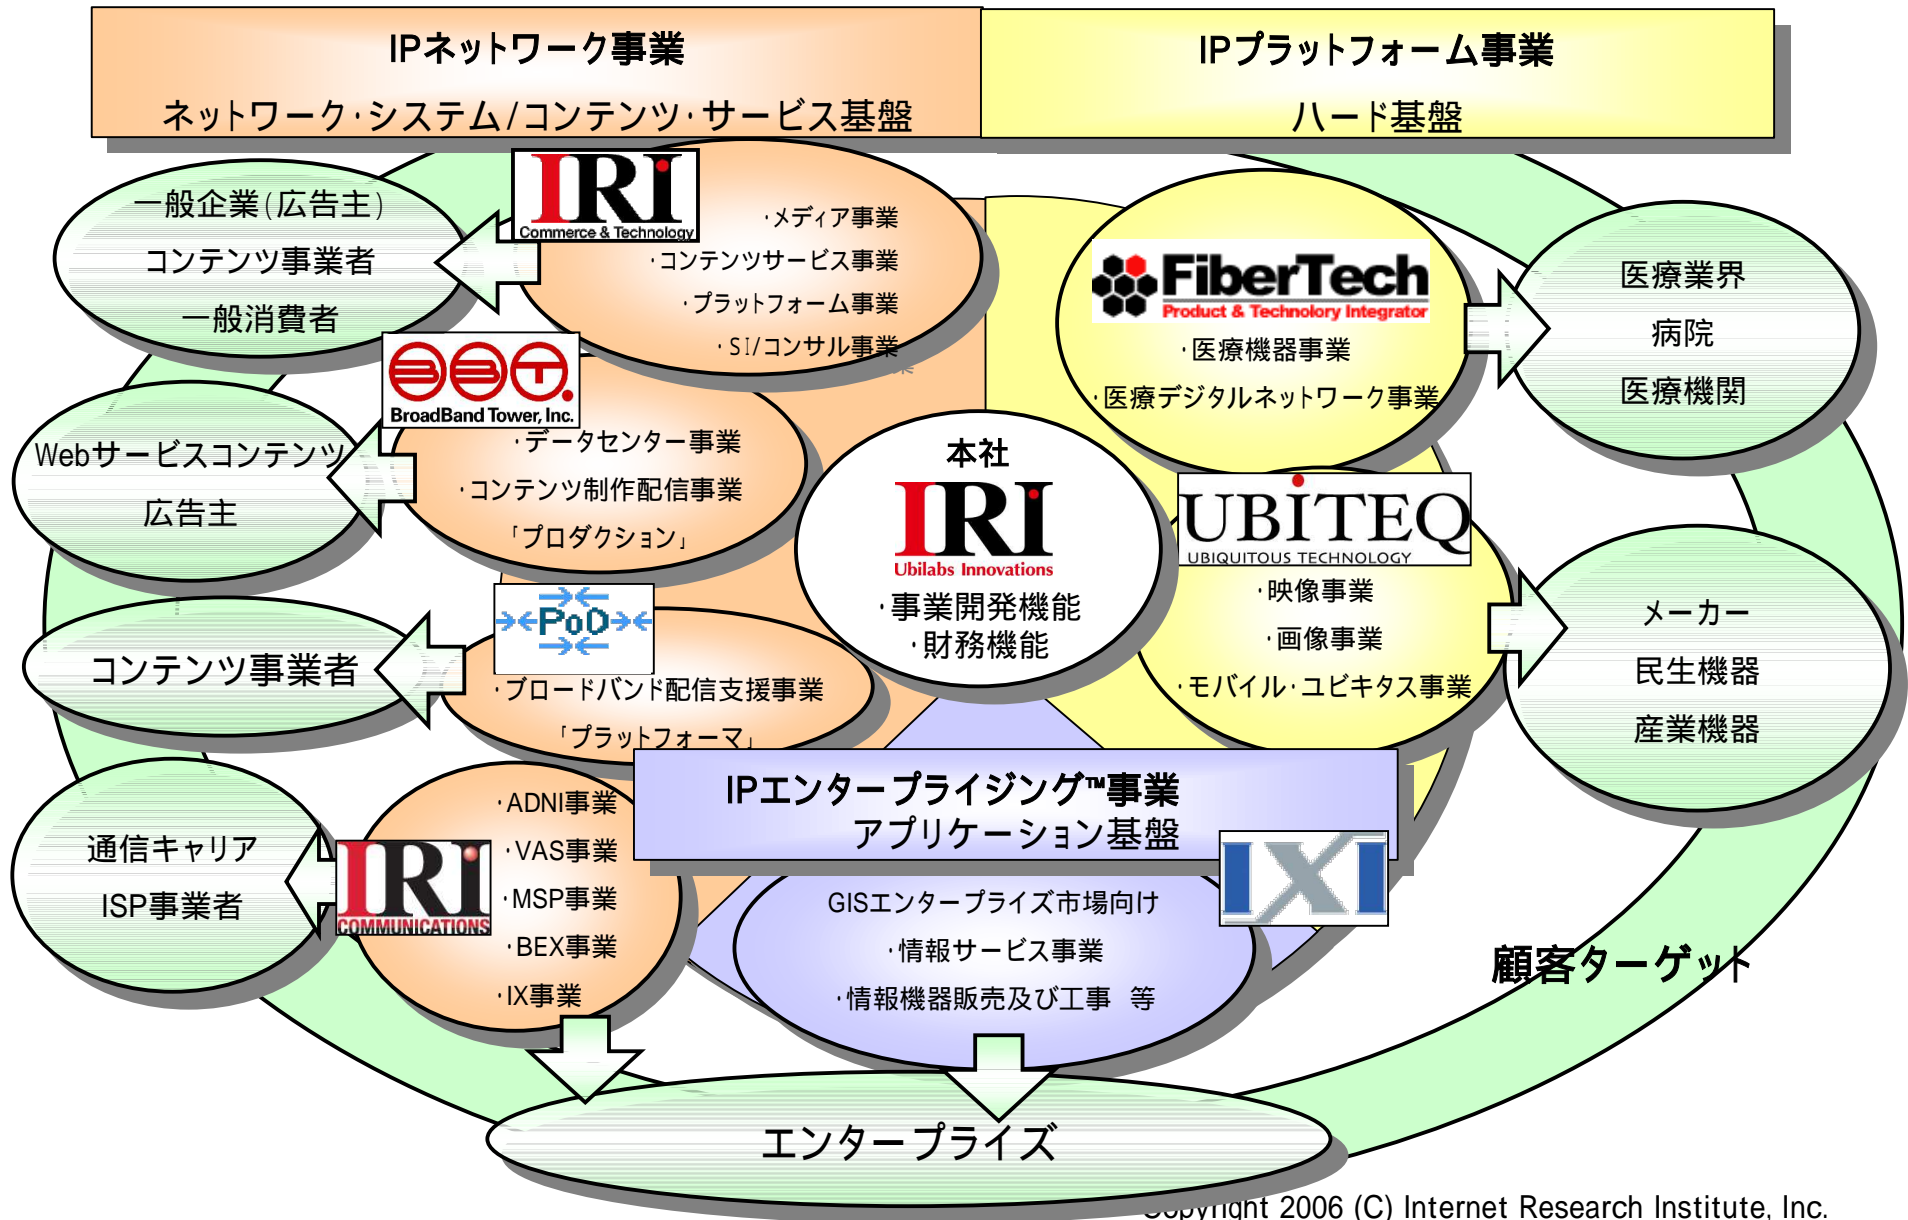 IPネットワーク事業
ネットワーク・システム/コンテンツ・サービス基盤
IPプラットフォーム事業
ハード基盤
一般企業(広告主)
コンテンツ事業者
一般消費者
IRI
Commerce & Technology
・メディア事業
・コンテンツサービス事業
・プラットフォーム事業
・SI/コンサル事業
FiberTech
Product & Technolory Integrator
・医療機器事業
・医療デジタルネットワーク事業
医療業界
病院
医療機関
BBT.
BroadBand Tower, Inc.
・データセンター事業
・コンテンツ制作配信事業
「プロダクション」
Webサービスコンテンツ
広告主
本社
IRI
Ubilabs Innovations
・事業開発機能
・財務機能
UBITEQ
UBIQUITOUS TECHNOLOGY
・映像事業
・画像事業
・モバイル・ユビキタス事業
メーカー
民生機器
産業機器
PoD
・ブロードバンド配信支援事業
「プラットフォーマ」
コンテンツ事業者
IPエンタープライジング™事業
アプリケーション基盤
IXI
GISエンタープライズ市場向け
・情報サービス事業
・情報機器販売及び工事 等
通信キャリア
ISP事業者
IRI
COMMUNICATIONS
・ADNI事業
・VAS事業
・MSP事業
・BEX事業
・IX事業
顧客ターゲット
エンタープライズ
Copyright 2006 (C) Internet Research Institute, Inc.